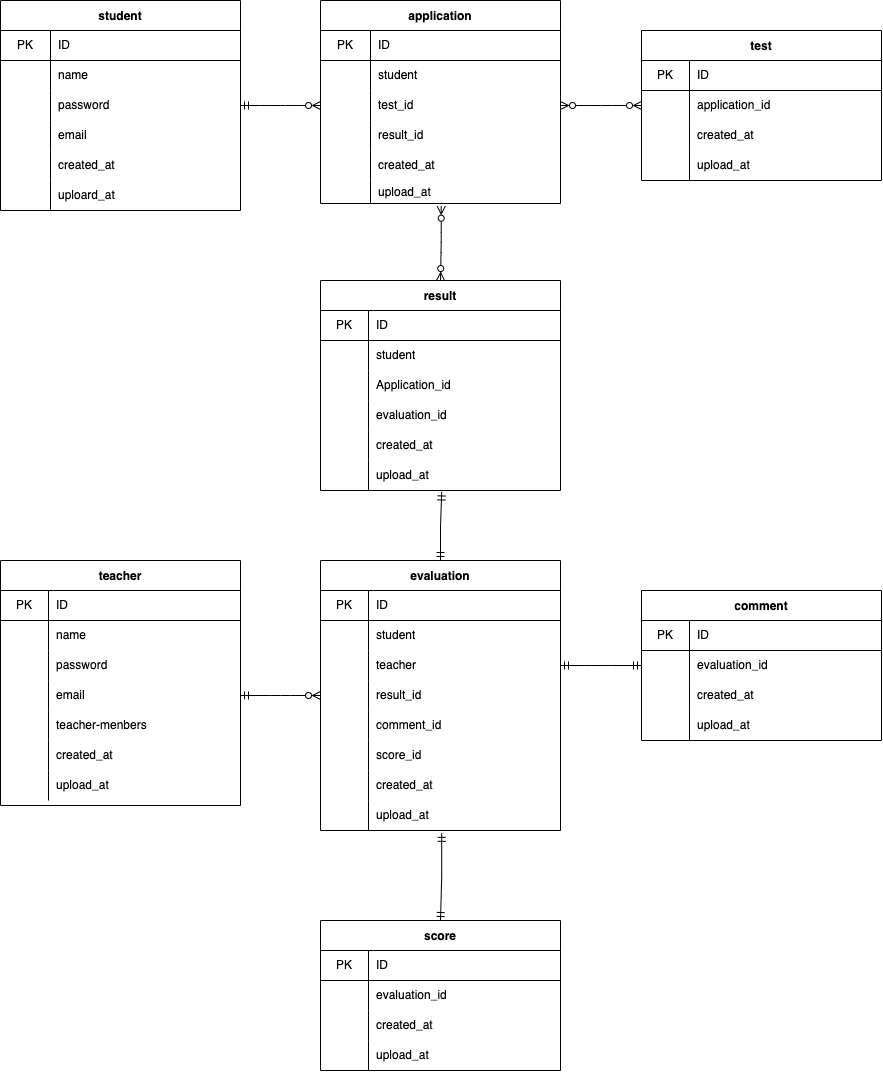 student
PK ID
name
password
email
created_at
uploard_at
application
PK ID
student
test_id
result_id
created_at
upload_at
test
PK ID
application_id
created_at
upload_at
result
PK ID
student
Application_id
evaluation_id
created_at
upload_at
teacher
PK ID
name
password
email
teacher-menbers
created_at
upload_at
evaluation
PK ID
student
teacher
result_id
comment_id
score_id
created_at
upload_at
comment
PK ID
evaluation_id
created_at
upload_at
score
PK ID
evaluation_id
created_at
upload_at